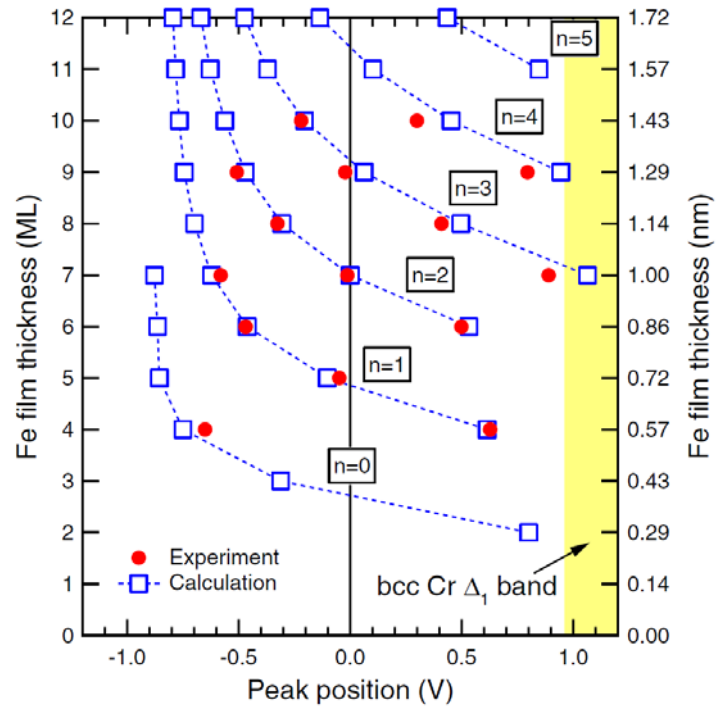 12
11
10
9
8
7
6
5
4
3
2
1
0
Fe film thickness (ML)
1.72
1.57
1.43
1.29
1.14
1.00
0.86
0.72
0.57
0.43
0.29
0.14
0.00
Fe film thickness (nm)
n=5
n=4
n=3
n=2
n=1
n=0
Experiment
Calculation
bcc Cr Δ₁ band
-1.0
-0.5
0.0
0.5
1.0
Peak position (V)